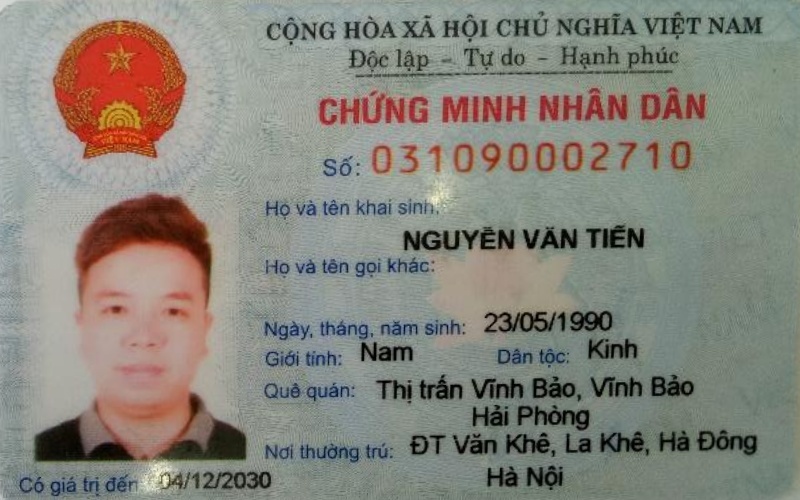 CỘNG HÒA XÃ HỘI CHỦ NGHĨA VIỆT NAM
Độc lập - Tự do - Hạnh phúc
CHỨNG MINH NHÂN DÂN
Số: 031090002710
Họ và tên khai sinh:
NGUYỄN VĂN TIẾN
Họ và tên gọi khác:
Ngày, tháng, năm sinh: 23/05/1990
Giới tính: Nam Dân tộc: Kinh
Quê quán: Thị trấn Vĩnh Bảo, Vĩnh Bảo
Hải Phòng
Nơi thường trú: ĐT Văn Khê, La Khê, Hà Đông
Hà Nội
Có giá trị đến 04/12/2030
VIỆT NAM